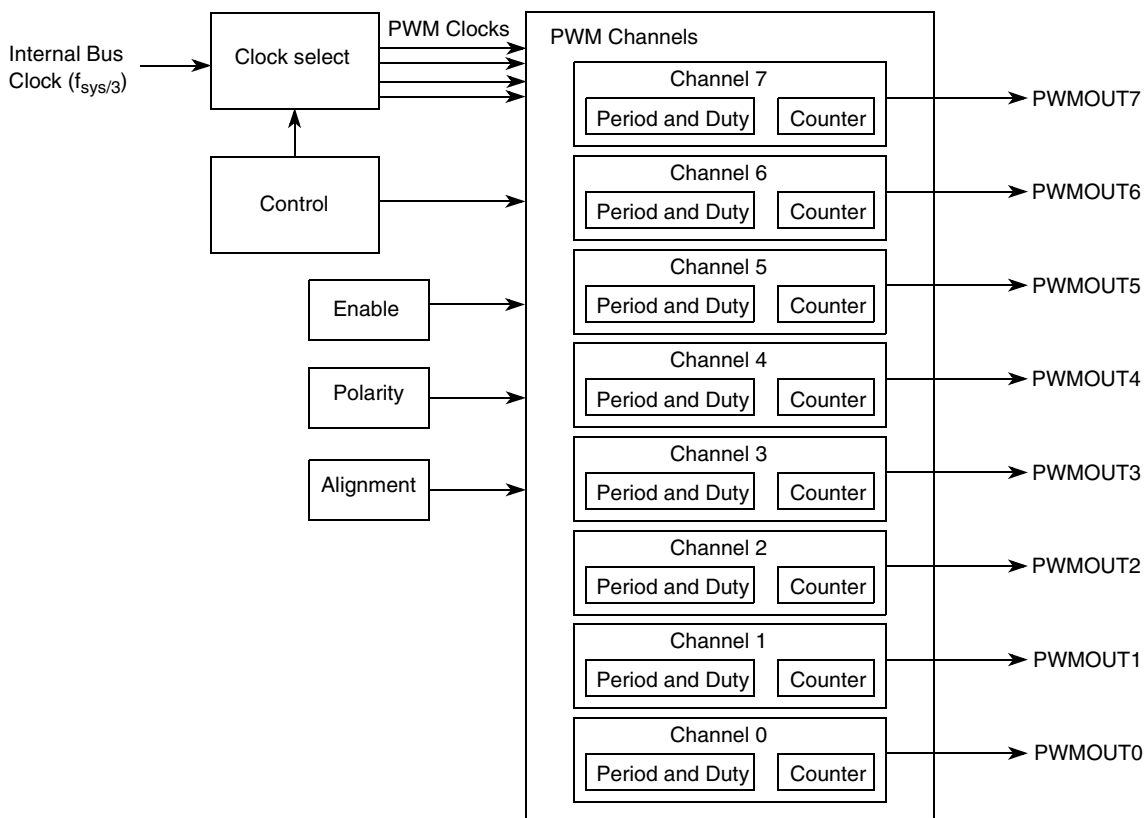 PWM Clocks
Internal Bus
Clock (fsys/3)
Clock select
Control
Enable
Polarity
Alignment
PWM Channels
Channel 7
Period and Duty
Counter
PWMOUT7
Channel 6
Period and Duty
Counter
PWMOUT6
Channel 5
Period and Duty
Counter
PWMOUT5
Channel 4
Period and Duty
Counter
PWMOUT4
Channel 3
Period and Duty
Counter
PWMOUT3
Channel 2
Period and Duty
Counter
PWMOUT2
Channel 1
Period and Duty
Counter
PWMOUT1
Channel 0
Period and Duty
Counter
PWMOUT0